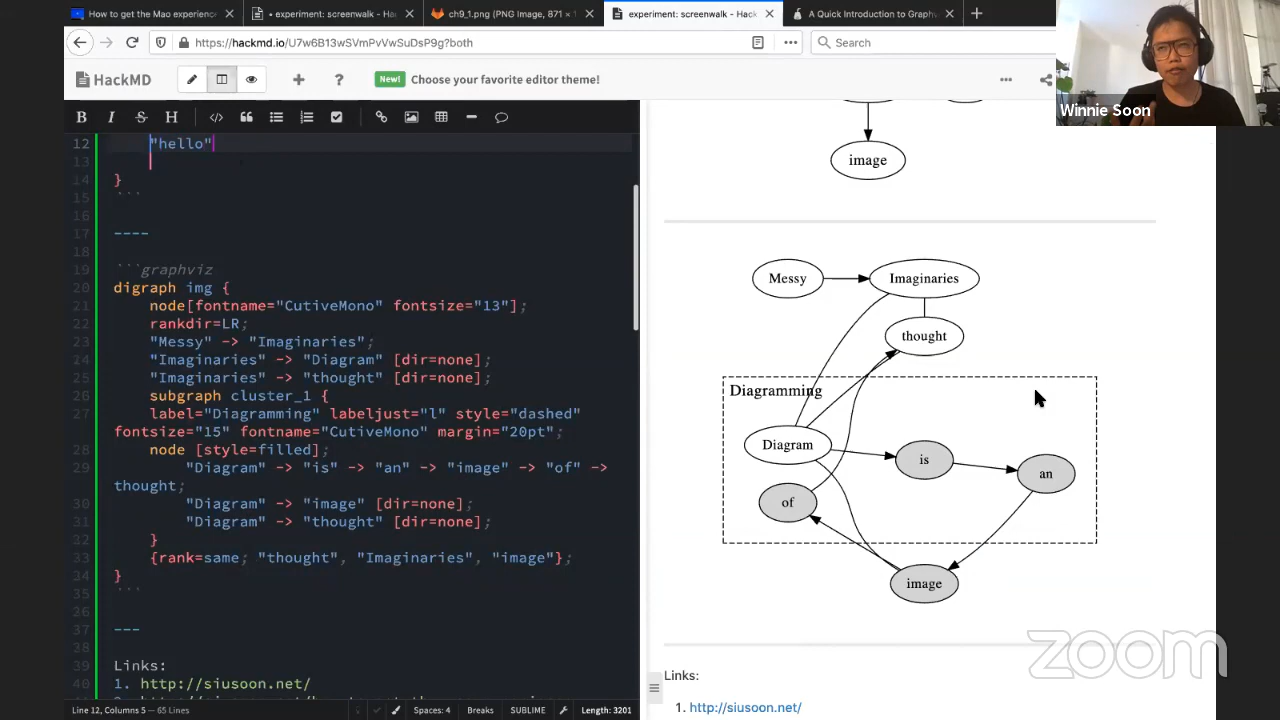 How to get the Mao experienc
• experiment: screenwalk - Hack
ch9_1.png (PNG Image, 871 × 1
experiment: screenwalk - Hack
A Quick Introduction to Graphv
https://hackmd.io/U7w6B13wSVmPvVwSuDsP9g?both
Search
HackMD
New! Choose your favorite editor theme!
Winnie Soon
B I S H
12 "hello"
13
14 }
15 ```
16
17 ----
18
19 ```graphviz
20 digraph img {
21 node[fontname="CutiveMono" fontsize="13"];
22 rankdir=LR;
23 "Messy" -> "Imaginaries";
24 "Imaginaries" -> "Diagram" [dir=none];
25 "Imaginaries" -> "thought" [dir=none];
26 subgraph cluster_1 {
27 label="Diagramming" labeljust="l" style="dashed"
fontsize="15" fontname="CutiveMono" margin="20pt";
28 node [style=filled];
29 "Diagram" -> "is" -> "an" -> "image" -> "of" ->
thought;
30 "Diagram" -> "image" [dir=none];
31 "Diagram" -> "thought" [dir=none];
32 }
33 {rank=same; "thought", "Imaginaries", "image"};
34 }
35 ```
36
37 ---
38
39 Links:
40 1. http://siusoon.net/
Line 12, Columns 5 — 65 Lines
Spaces: 4
Breaks
SUBLIME
Length: 3201
image
Messy
Imaginaries
thought
Diagramming
Diagram
is
an
of
image
Links:
1. http://siusoon.net/
zoom